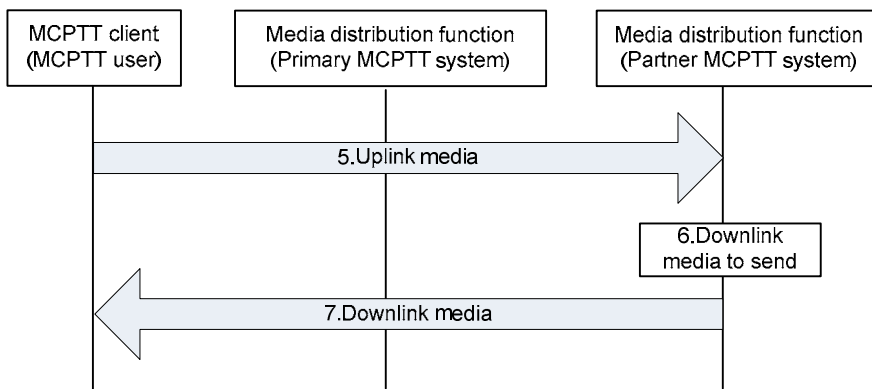 MCPTT client
(MCPTT user)
Media distribution function
(Primary MCPTT system)
Media distribution function
(Partner MCPTT system)
5.Uplink media
6.Downlink
media to send
7.Downlink media